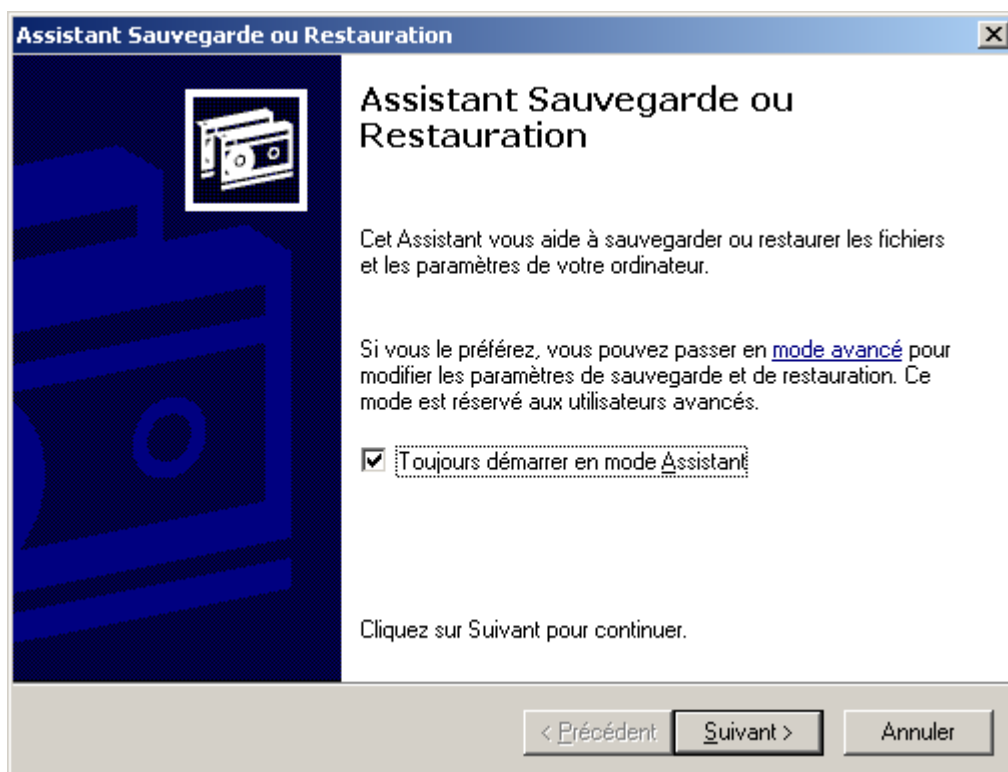 Assistant Sauvegarde ou Restauration
Assistant Sauvegarde ou
Restauration
Cet Assistant vous aide à sauvegarder ou restaurer les fichiers
et les paramètres de votre ordinateur.
Si vous le préférez, vous pouvez passer en mode avancé pour
modifier les paramètres de sauvegarde et de restauration. Ce
mode est réservé aux utilisateurs avancés.
Toujours démarrer en mode Assistant
Cliquez sur Suivant pour continuer.
< Précédent Suivant > Annuler